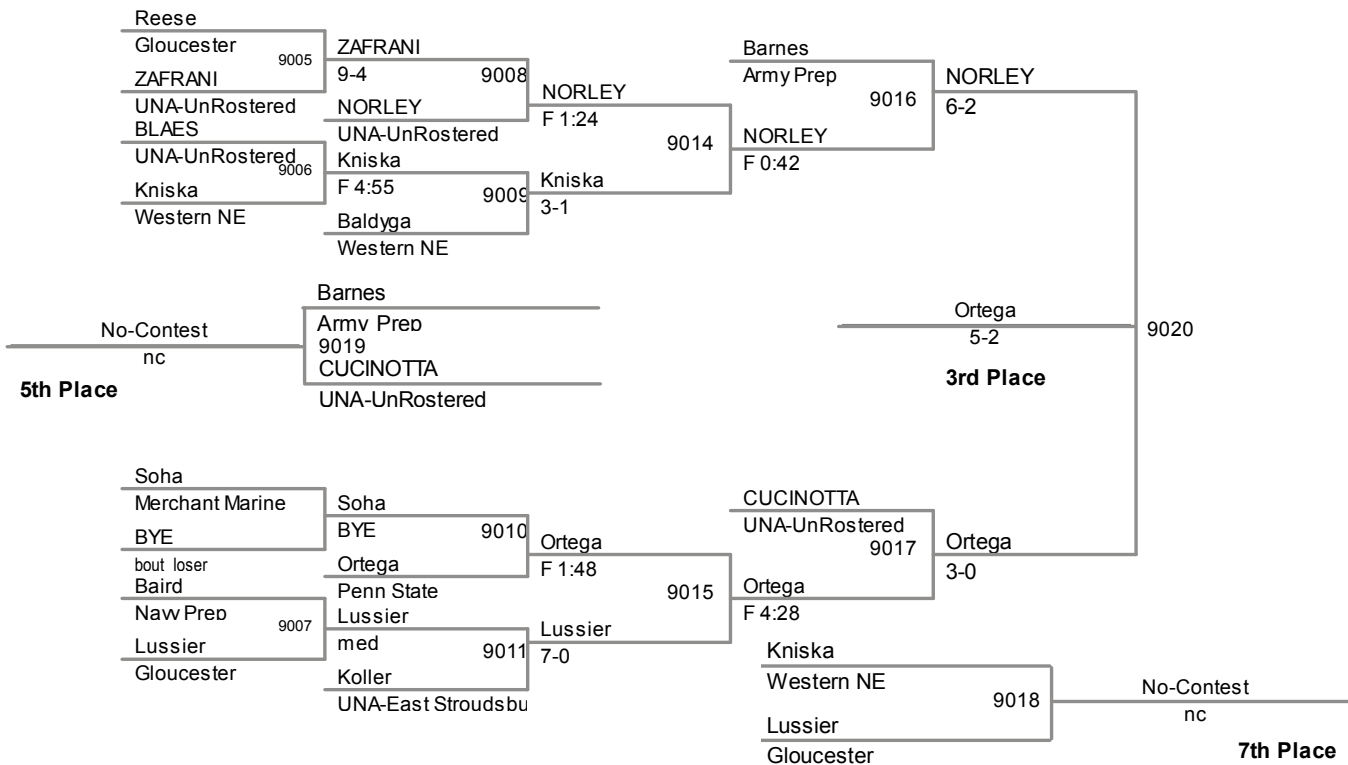 Reese
Gloucester
9005
ZAFRANI
UNA-UnRostered
BLAES
UNA-UnRostered
9006
Kniska
Western NE
ZAFRANI
9-4
9008
NORLEY
UNA-UnRostered
Kniska
F 4:55
9009
Baldyga
Western NE
NORLEY
F 1:24
9014
Kniska
3-1
Barnes
Army Prep
9016
NORLEY
F 0:42
NORLEY
6-2
No-Contest
nc
5th Place
Barnes
Army Prep
9019
CUCINOTTA
UNA-UnRostered
Ortega
5-2
3rd Place
9020
Soha
Merchant Marine
BYE
bout loser
Baird
Navy Prep
9007
Lussier
Gloucester
Soha
BYE
9010
Ortega
Penn State
Lussier
med
9011
Koller
UNA-East Stroudsbu
Ortega
F 1:48
9015
Lussier
7-0
CUCINOTTA
UNA-UnRostered
9017
Ortega
F 4:28
Ortega
3-0
Kniska
Western NE
9018
Lussier
Gloucester
No-Contest
nc
7th Place